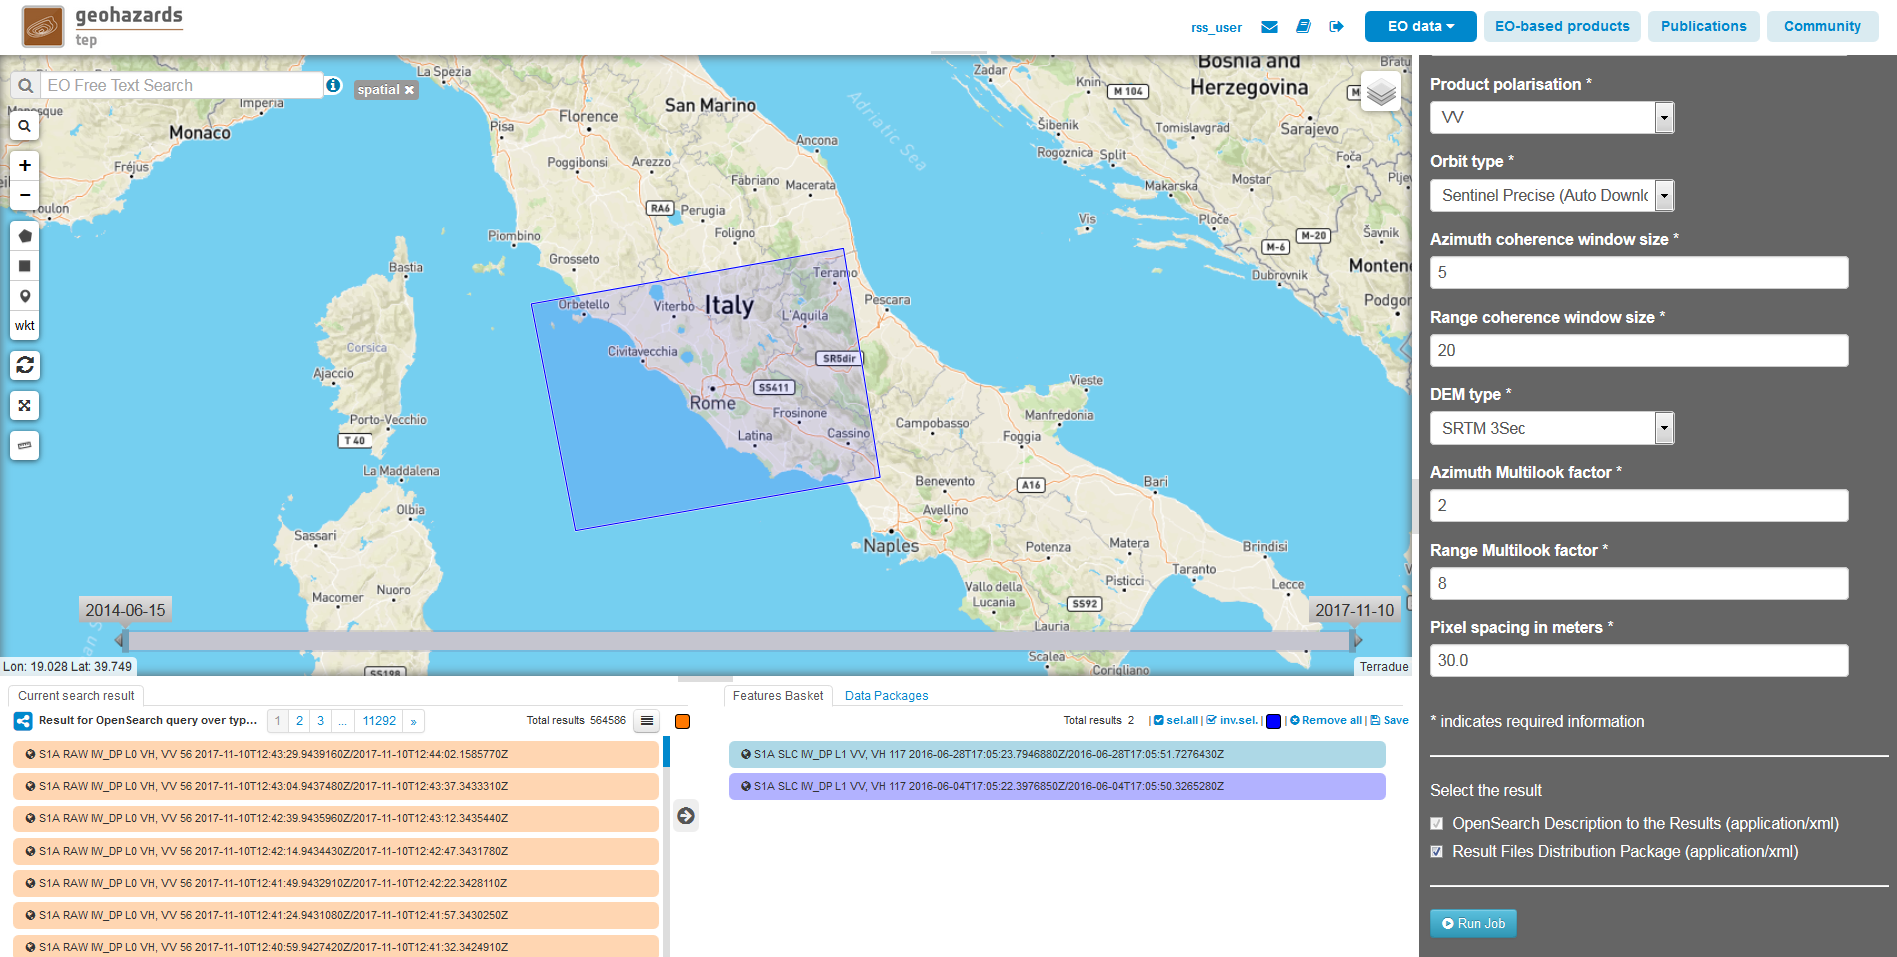 geohazards
tep
rss_user
EO data
EO-based products
Publications
Community
EO Free Text Search
spatial
wkt
La Spezia
Imperia
Monaco
Fréjus
Toulon
Pisa
Florence
San Marino
Poggibonsi
Arezzo
Ancona
Fabriano
Macerata
RA6
Perugia
Foligno
Piombino
Grosseto
Bastia
Corsica
Ajaccio
Porto-Vecchio
T 40
La Maddalena
Olbia
Sassari
Nuoro
Macomer
SS198
Orbetello
Viterbo
Italy
Teramo
L'Aquila
Pescara
Civitavecchia
SR5dir
SS411
Rome
Frosinone
Latina
Cassino
Campobasso
Vieste
Manfredonia
Foggia
Benevento
A16
Bari
Avellino
Naples
Potenza
Matera
Brindisi
Pisticci
Taranto
Lecce
Vallo della
Lucania
SS92
Lauria
Scalea
Corigliano
Adriatic Sea
Zadar
Knin
M 104
Bosnia and
Herzegovina
Šibenik
Tomislavgrad
Sarajevo
Rogoznica
Split
Foča
Makarska
Mostar
Vis
Ploče
M-20
M-6
Šavnik
Dubrovnik
2014-06-15
2017-11-10
Lon: 19.028 Lat: 39.749
Terradue
Current search result
Result for OpenSearch query over typ...
1 2 3 ... 11292 »
Total results 564586
S1A RAW IW_DP L0 VH, VV 56 2017-11-10T12:43:29.9439160Z/2017-11-10T12:44:02.1585770Z
S1A RAW IW_DP L0 VH, VV 56 2017-11-10T12:43:04.9437480Z/2017-11-10T12:43:37.3433310Z
S1A RAW IW_DP L0 VH, VV 56 2017-11-10T12:42:39.9435960Z/2017-11-10T12:43:12.3435440Z
S1A RAW IW_DP L0 VH, VV 56 2017-11-10T12:42:14.9434430Z/2017-11-10T12:42:47.3431780Z
S1A RAW IW_DP L0 VH, VV 56 2017-11-10T12:41:49.9432910Z/2017-11-10T12:42:22.3428110Z
S1A RAW IW_DP L0 VH, VV 56 2017-11-10T12:41:24.9431080Z/2017-11-10T12:41:57.3430250Z
S1A RAW IW_DP L0 VH, VV 56 2017-11-10T12:40:59.9427420Z/2017-11-10T12:41:32.3424910Z
Features Basket
Data Packages
Total results 2 | sel.all | inv.sel. | | Remove all | Save
S1A SLC IW_DP L1 VV, VH 117 2016-06-28T17:05:23.7946880Z/2016-06-28T17:05:51.7276430Z
S1A SLC IW_DP L1 VV, VH 117 2016-06-04T17:05:22.3976850Z/2016-06-04T17:05:50.3265280Z
Product polarisation *
VV
Orbit type *
Sentinel Precise (Auto Downlo
Azimuth coherence window size *
5
Range coherence window size *
20
DEM type *
SRTM 3Sec
Azimuth Multilook factor *
2
Range Multilook factor *
8
Pixel spacing in meters *
30.0
* indicates required information
Select the result
OpenSearch Description to the Results (application/xml)
Result Files Distribution Package (application/xml)
Run Job